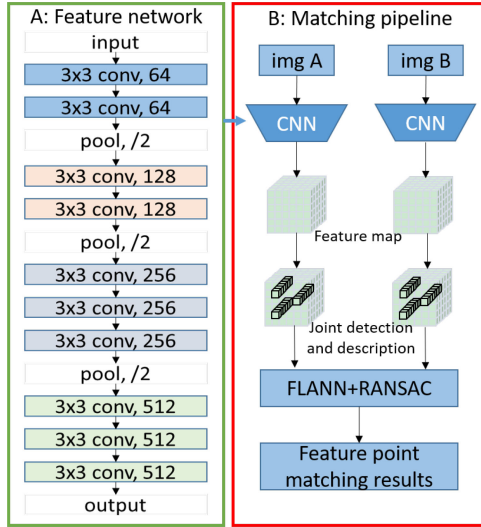 A: Feature network
input
3x3 conv, 64
3x3 conv, 64
pool, /2
3x3 conv, 128
3x3 conv, 128
pool, /2
3x3 conv, 256
3x3 conv, 256
3x3 conv, 256
pool, /2
3x3 conv, 512
3x3 conv, 512
3x3 conv, 512
output
B: Matching pipeline
img A
img B
CNN
CNN
Feature map
Joint detection
and description
FLANN+RANSAC
Feature point
matching results